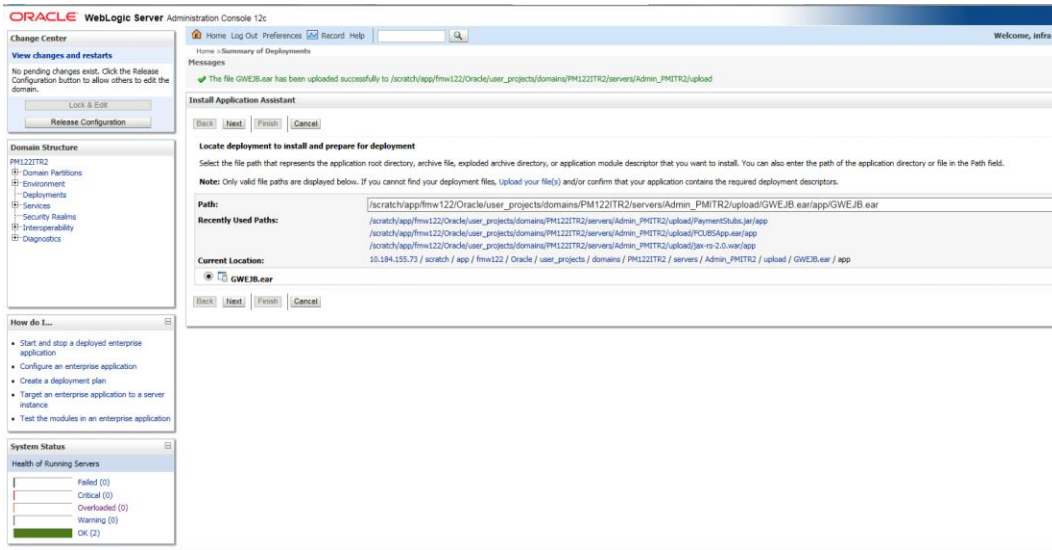 ORACLE WebLogic Server Administration Console 12c
Change Center
View changes and restarts
No pending changes exist. Click the Release
Configuration button to allow others to edit the
domain.
Lock & Edit
Release Configuration
Domain Structure
PM122ITR2
Domain Partitions
Environment
Deployments
Services
Security Realms
Interoperability
Diagnostics
How do I...
Start and stop a deployed enterprise
application
Configure an enterprise application
Create a deployment plan
Target an enterprise application to a server
instance
Test the modules in an enterprise application
System Status
Health of Running Servers
Failed (0)
Critical (0)
Overloaded (0)
Warning (0)
OK (2)
Home Log Out Preferences Record Help
Welcome, infra
Home >Summary of Deployments
Messages
The file GWEJB.ear has been uploaded successfully to /scratch/app/fmw122/Oracle/user_projects/domains/PM122ITR2/servers/Admin_PMITR2/upload
Install Application Assistant
Back Next Finish Cancel
Locate deployment to install and prepare for deployment
Select the file path that represents the application root directory, archive file, exploded archive directory, or application module descriptor that you want to install. You can also enter the path of the application directory or file in the Path field.
Note: Only valid file paths are displayed below. If you cannot find your deployment files, Upload your file(s) and/or confirm that your application contains the required deployment descriptors.
Path: /scratch/app/fmw122/Oracle/user_projects/domains/PM122ITR2/servers/Admin_PMITR2/upload/GWEJB.ear/app/GWEJB.ear
Recently Used Paths: /scratch/app/fmw122/Oracle/user_projects/domains/PM122ITR2/servers/Admin_PMITR2/upload/PaymentStubs.jar/app
/scratch/app/fmw122/Oracle/user_projects/domains/PM122ITR2/servers/Admin_PMITR2/upload/FCUBSApp.ear/app
/scratch/app/fmw122/Oracle/user_projects/domains/PM122ITR2/servers/Admin_PMITR2/upload/jax-rs-2.0.war/app
Current Location: 10.184.155.73 / scratch / app / fmw122 / Oracle / user_projects / domains / PM122ITR2 / servers / Admin_PMITR2 / upload / GWEJB.ear / app
GWEJB.ear
Back Next Finish Cancel